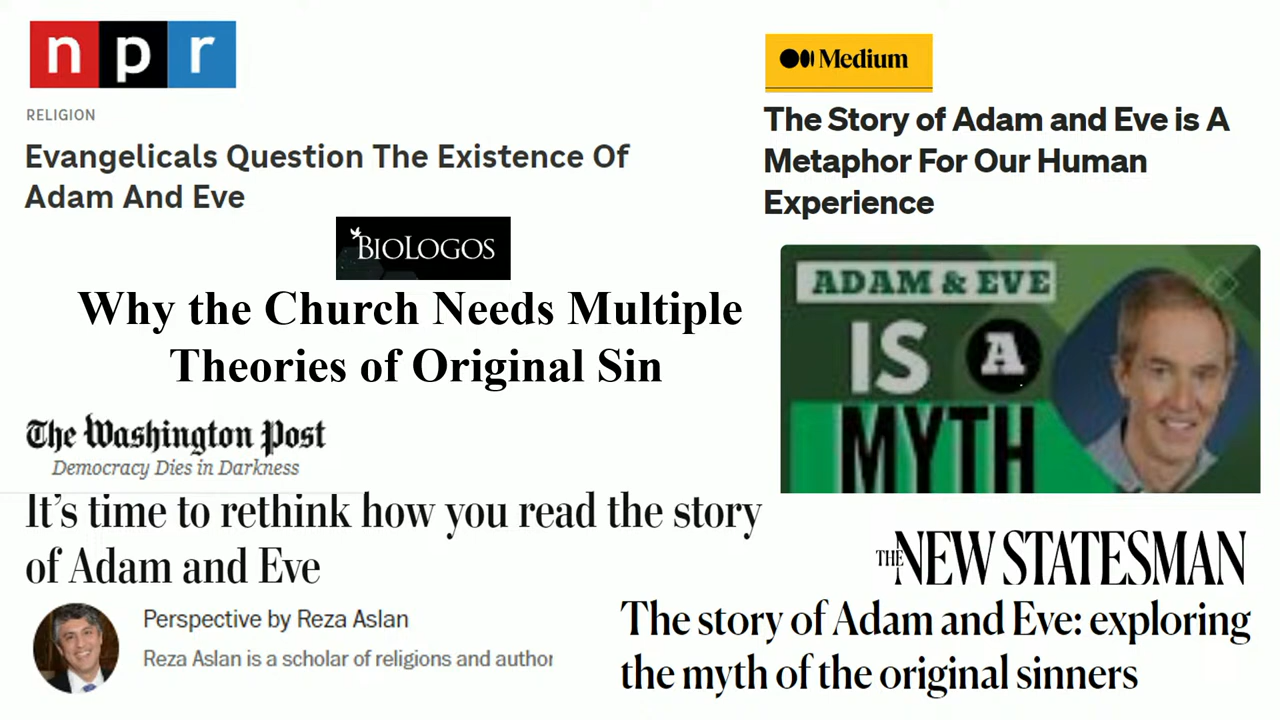 npr
RELIGION
Evangelicals Question The Existence Of
Adam And Eve
BIOLOGOS
Why the Church Needs Multiple
Theories of Original Sin
The Washington Post
Democracy Dies in Darkness
It's time to rethink how you read the story
of Adam and Eve
Perspective by Reza Aslan
Reza Aslan is a scholar of religions and author
Medium
The Story of Adam and Eve is A
Metaphor For Our Human
Experience
ADAM & EVE
IS A
MYTH
THE NEW STATESMAN
The story of Adam and Eve: exploring
the myth of the original sinners